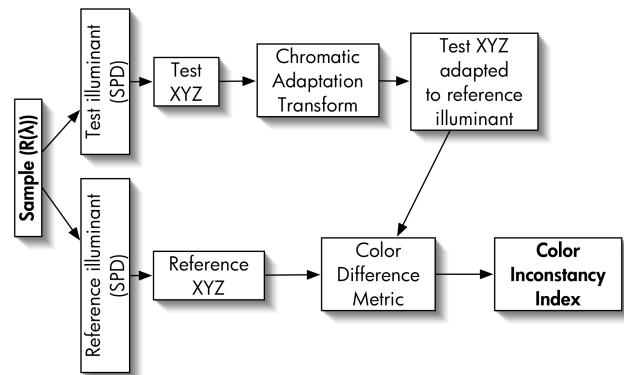 Sample (R(λ))
Test illuminant
(SPD)
Test
XYZ
Chromatic
Adaptation
Transform
Test XYZ
adapted
to reference
illuminant
Reference illuminant
(SPD)
Reference
XYZ
Color
Difference
Metric
Color
Inconstancy
Index